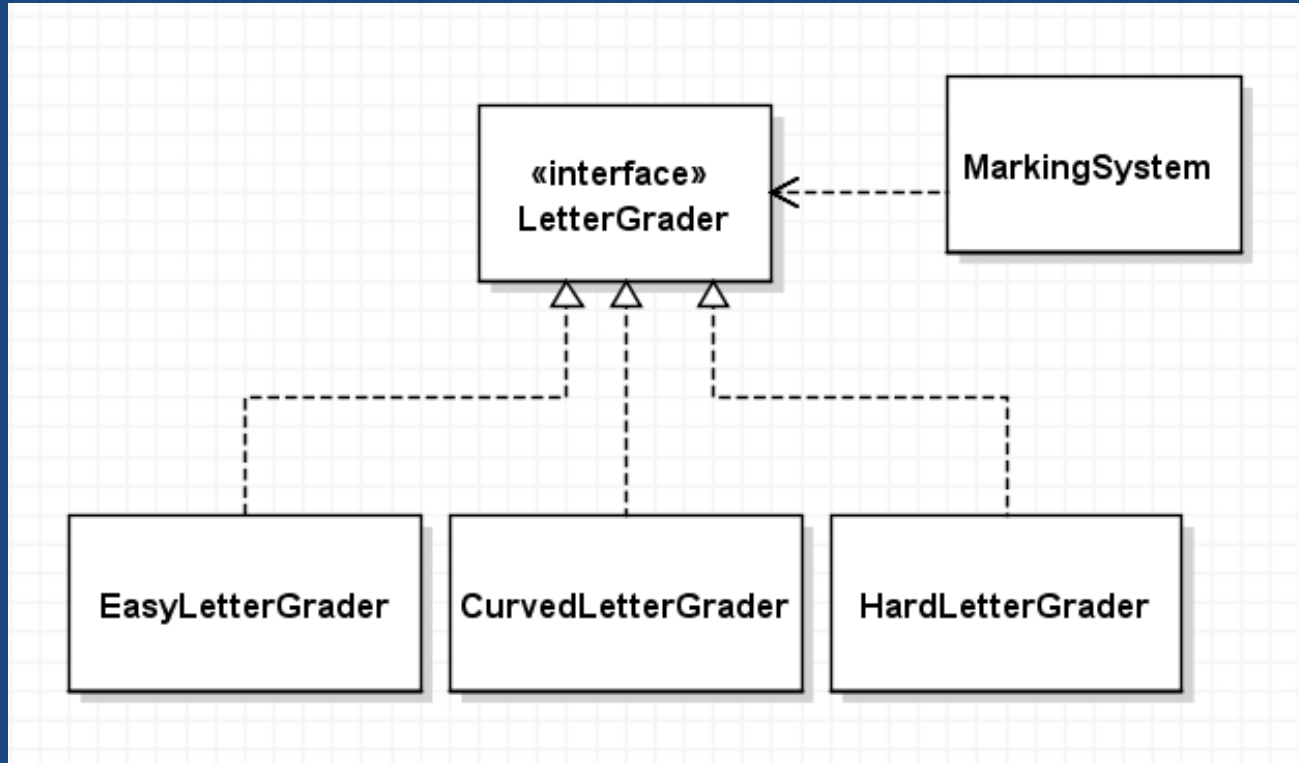 «interface»
LetterGrader
MarkingSystem
EasyLetterGrader
CurvedLetterGrader
HardLetterGrader